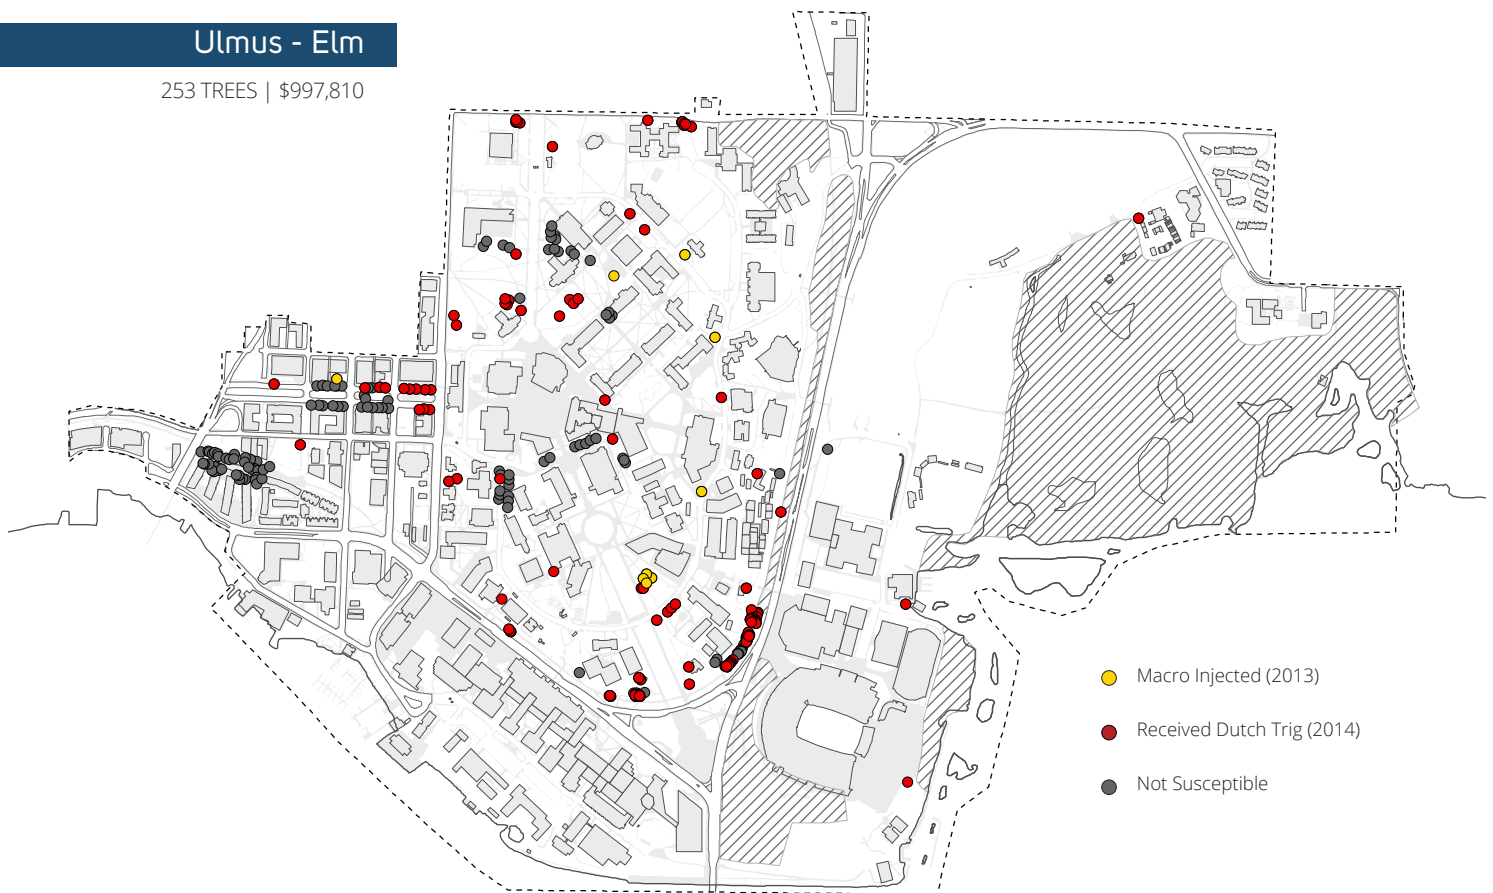 Ulmus - Elm
253 TREES | $997,810
Macro Injected (2013)
Received Dutch Trig (2014)
Not Susceptible